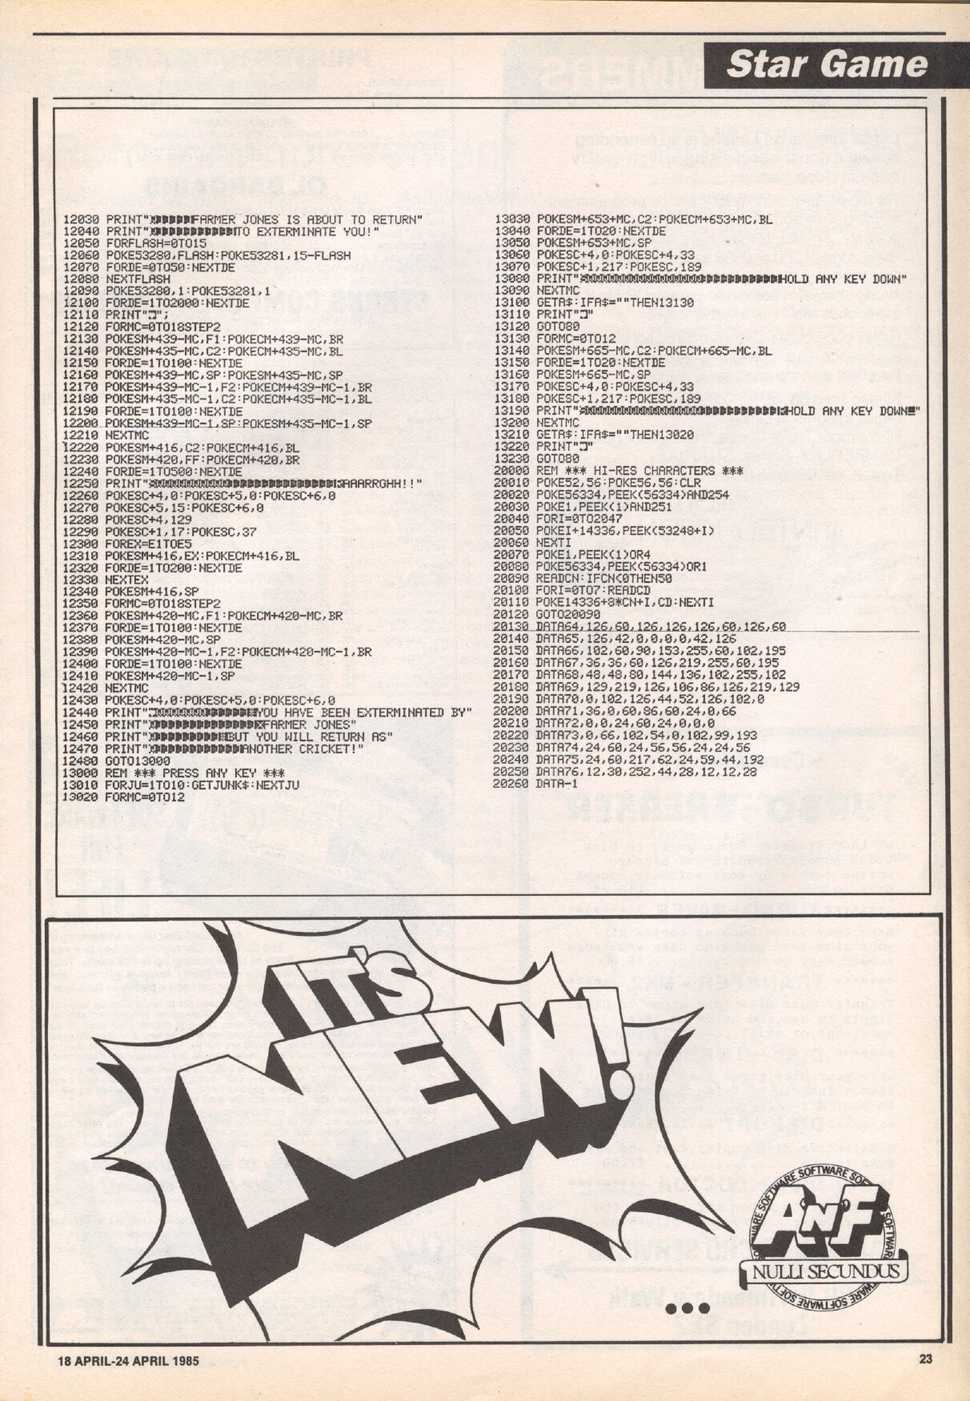 Star Game
12030 PRINT"FARMER JONES IS ABOUT TO RETURN"
12040 PRINT"TO EXTERMINATE YOU!"
12050 FORFLASH=0TO15
12060 POKE53280,FLASH:POKE53281,15-FLASH
12070 FORDE=0TO50:NEXTDE
12080 NEXTFLASH
12090 POKE53280,1:POKE53281,1
12100 FORDE=1TO2000:NEXTDE
12110 PRINT"";
12120 FORMC=0TO18STEP2
12130 POKESM+439-MC,F1:POKECM+439-MC,BR
12140 POKESM+435-MC,C2:POKECM+435-MC,BL
12150 FORDE=1TO100:NEXTDE
12160 POKESM+439-MC,SP:POKESM+435-MC,SP
12170 POKESM+439-MC-1,F2:POKECM+439-MC-1,BR
12180 POKESM+435-MC-1,C2:POKECM+435-MC-1,BL
12190 FORDE=1TO100:NEXTDE
12200 POKESM+439-MC-1,SP:POKESM+435-MC-1,SP
12210 NEXTMC
12220 POKESM+416,C2:POKECM+416,BL
12230 POKESM+420,FF:POKECM+420,BR
12240 FORDE=1TO500:NEXTDE
12250 PRINT"AAARRGHH!!"
12260 POKESC+4,0:POKESC+5,0:POKESC+6,0
12270 POKESC+5,15:POKESC+6,0
12280 POKESC+4,129
12290 POKESC+1,17:POKESC,37
12300 FOREX=E1TOE5
12310 POKESM+416,EX:POKECM+416,BL
12320 FORDE=1TO200:NEXTDE
12330 NEXTEX
12340 POKESM+416,SP
12350 FORMC=0TO18STEP2
12360 POKESM+420-MC,F1:POKECM+420-MC,BR
12370 FORDE=1TO100:NEXTDE
12380 POKESM+420-MC,SP
12390 POKESM+420-MC-1,F2:POKECM+420-MC-1,BR
12400 FORDE=1TO100:NEXTDE
12410 POKESM+420-MC-1,SP
12420 NEXTMC
12430 POKESC+4,0:POKESC+5,0:POKESC+6,0
12440 PRINT"YOU HAVE BEEN EXTERMINATED BY"
12450 PRINT"FARMER JONES"
12460 PRINT"BUT YOU WILL RETURN AS"
12470 PRINT"ANOTHER CRICKET!"
12480 GOTO13000
13000 REM *** PRESS ANY KEY ***
13010 FORJU=1TO10:GETJUNK$:NEXTJU
13020 FORMC=0TO12
13030 POKESM+653+MC,C2:POKECM+653+MC,BL
13040 FORDE=1TO20:NEXTDE
13050 POKESM+653+MC,SP
13060 POKESC+4,0:POKESC+4,33
13070 POKESC+1,217:POKESC,189
13080 PRINT"HOLD ANY KEY DOWN"
13090 NEXTMC
13100 GETA$:IFA$=""THEN13130
13110 PRINT""
13120 GOTO80
13130 FORMC=0TO12
13140 POKESM+665-MC,C2:POKECM+665-MC,BL
13150 FORDE=1TO20:NEXTDE
13160 POKESM+665-MC,SP
13170 POKESC+4,0:POKESC+4,33
13180 POKESC+1,217:POKESC,189
13190 PRINT"HOLD ANY KEY DOWN"
13200 NEXTMC
13210 GETA$:IFA$=""THEN13020
13220 PRINT""
13230 GOTO80
20000 REM *** HI-RES CHARACTERS ***
20010 POKE52,56:POKE56,56:CLR
20020 POKE56334,PEEK(56334)AND254
20030 POKE1,PEEK(1)AND251
20040 FORI=0TO2047
20050 POKEI+14336,PEEK(53248+I)
20060 NEXTI
20070 POKE1,PEEK(1)OR4
20080 POKE56334,PEEK(56334)OR1
20090 READCN:IFCN<0THEN50
20100 FORI=0TO7:READCD
20110 POKE14336+8*CN+I,CD:NEXTI
20120 GOTO20090
20130 DATA64,126,60,126,126,126,60,126,60
20140 DATA65,126,42,0,0,0,0,42,126
20150 DATA66,102,60,90,153,255,60,102,195
20160 DATA67,36,36,60,126,219,255,60,195
20170 DATA68,48,48,80,144,136,102,255,102
20180 DATA69,129,219,126,106,86,126,219,129
20190 DATA70,0,102,126,44,52,126,102,0
20200 DATA71,36,0,60,86,60,24,0,66
20210 DATA72,0,0,24,60,24,0,0,0
20220 DATA73,0,66,102,54,0,102,99,193
20230 DATA74,24,60,24,56,56,24,24,56
20240 DATA75,24,60,217,62,24,59,44,192
20250 DATA76,12,30,252,44,28,12,12,28
20260 DATA-1
IT'S
NEW!
A'N'F
SOFTWARE SOFTWARE SOFTWARE
NULLI SECUNDUS
...
18 APRIL-24 APRIL 1985
23